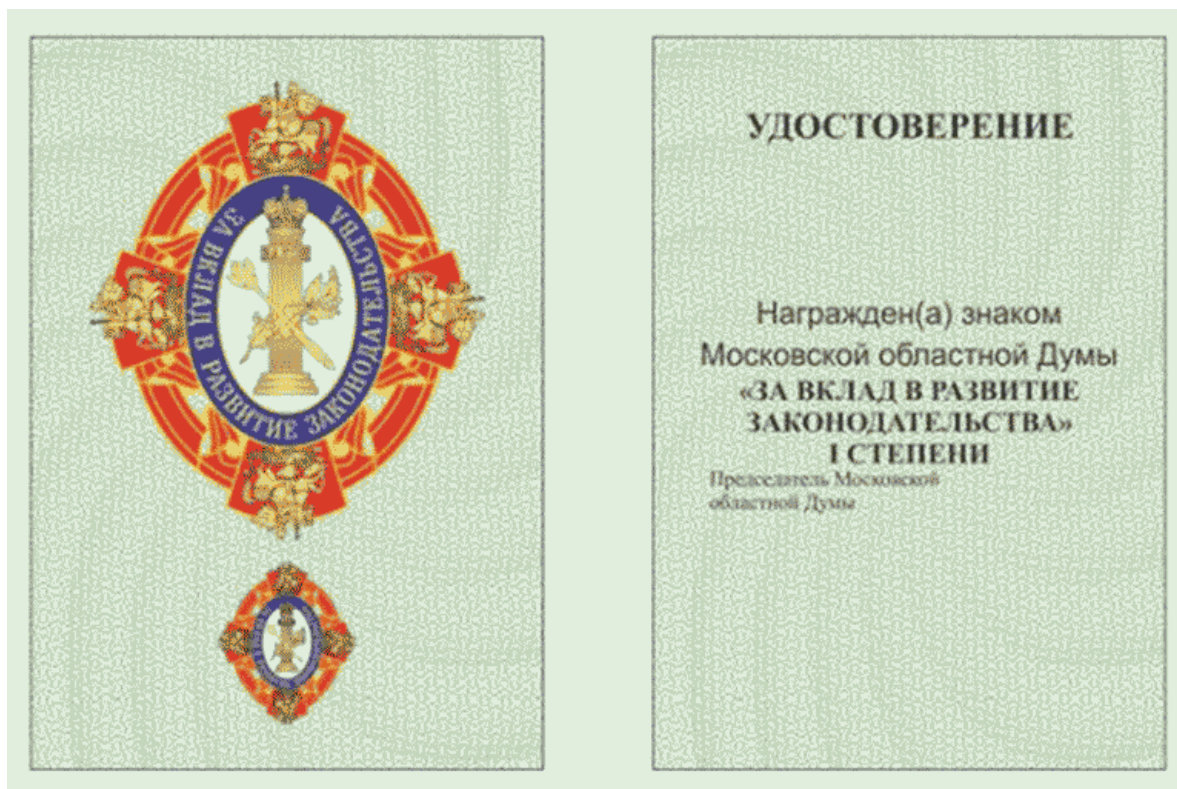 ЗА ВКЛАД В РАЗВИТИЕ ЗАКОНОДАТЕЛЬСТВА
УДОСТОВЕРЕНИЕ
Награжден(а) знаком
Московской областной Думы
«ЗА ВКЛАД В РАЗВИТИЕ
ЗАКОНОДАТЕЛЬСТВА»
I СТЕПЕНИ
Председатель Московской
областной Думы